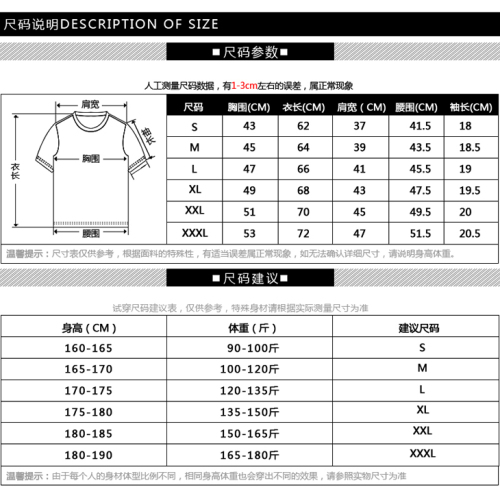 尺码说明DESCRIPTION OF SIZE
■尺码参数■
人工测量尺码数据，有1-3cm左右的误差，属正常现象
肩宽
袖长
胸围
衣长
腰围
尺码 胸围(CM) 衣长(CM) 肩宽（CM) 腰围(CM) 袖长(CM)
S 43 62 37 41.5 18
M 45 64 39 43.5 18.5
L 47 66 41 45.5 19
XL 49 68 43 47.5 19.5
XXL 51 70 45 49.5 20
XXXL 53 72 47 51.5 20.5
温馨提示：尺寸表仅供参考，根据面料的特殊性，有适当误差属正常现象，如无法确认详细尺寸，请说明身高体重。
■尺码建议■
试穿尺码建议表，仅供参考，特殊身材请根据实际测量尺寸为准
身高（CM） 体重（斤） 建议尺码
160-165 90-100斤 S
165-170 100-120斤 M
170-175 120-135斤 L
175-180 135-150斤 XL
180-185 150-165斤 XXL
180-190 165-180斤 XXXL
温馨提示：由于每个人的身材体型比例不同，相同身高体重也会穿出不同的效果，请参照实物尺寸为准